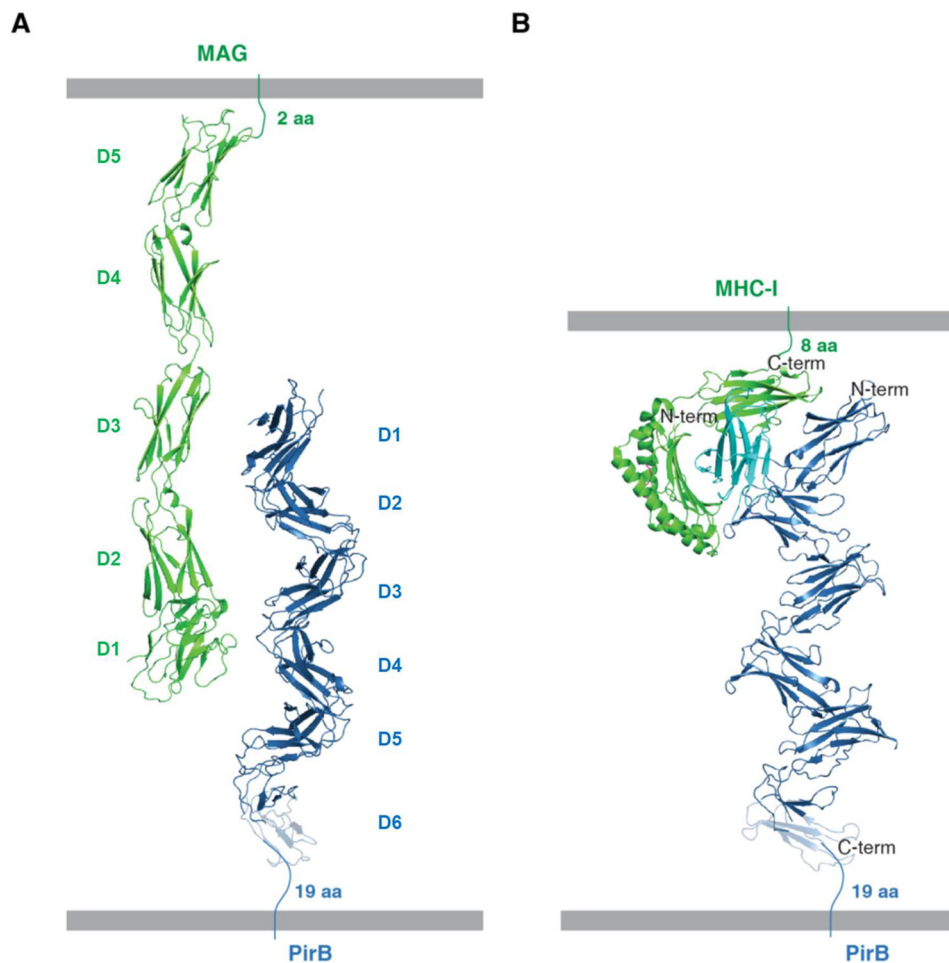 A
MAG
2 aa
D5
D4
D3
D2
D1
D1
D2
D3
D4
D5
D6
19 aa
PirB
B
MHC-I
8 aa
C-term
N-term
N-term
C-term
19 aa
PirB